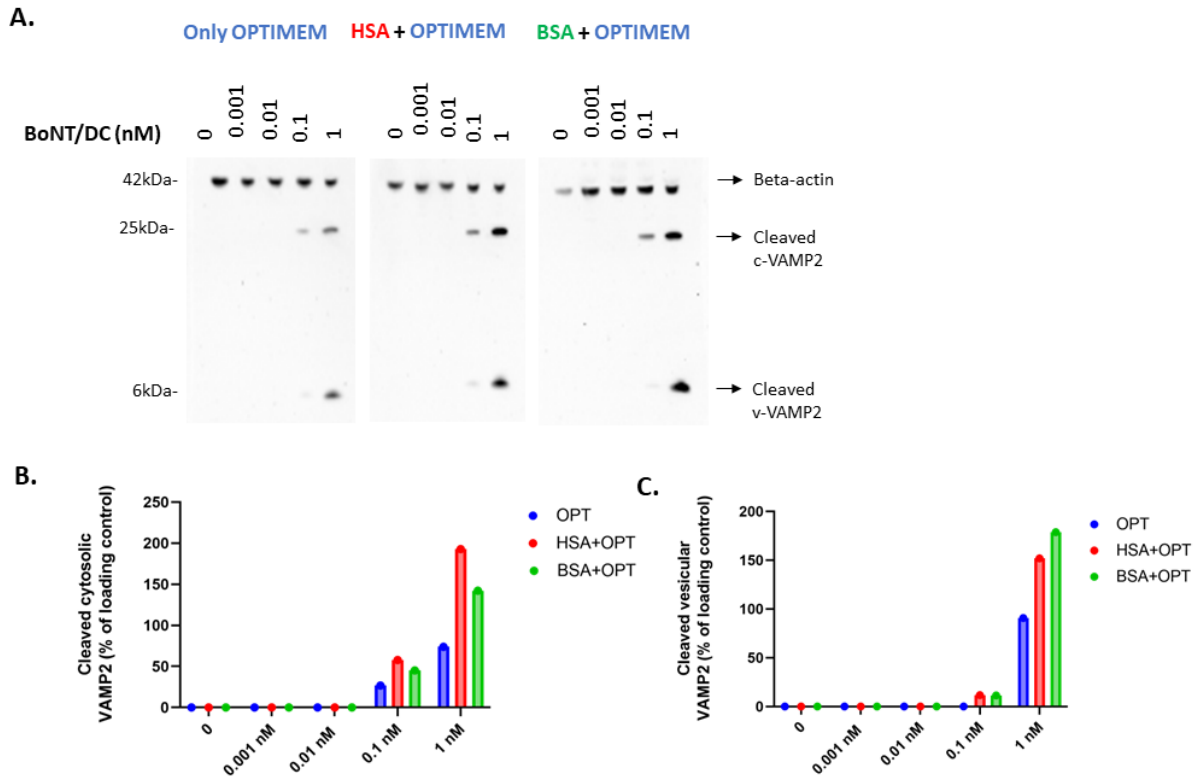 A.
Only OPTIMEM HSA + OPTIMEM BSA + OPTIMEM
BoNT/DC (nM) 0 0.001 0.01 0.1 1 0 0.001 0.01 0.1 1 0 0.001 0.01 0.1 1
42kDa-
Beta-actin
25kDa-
Cleaved
c-VAMP2
6kDa-
Cleaved
v-VAMP2
B.
Cleaved cytosolic
VAMP2 (% of loading control)
250
200
150
100
50
0
0 0.001 nM 0.01 nM 0.1 nM 1 nM
OPT
HSA+OPT
BSA+OPT
C.
Cleaved vesicular
VAMP2 (% of loading control)
200
150
100
50
0
0 0.001 nM 0.01 nM 0.1 nM 1 nM
OPT
HSA+OPT
BSA+OPT